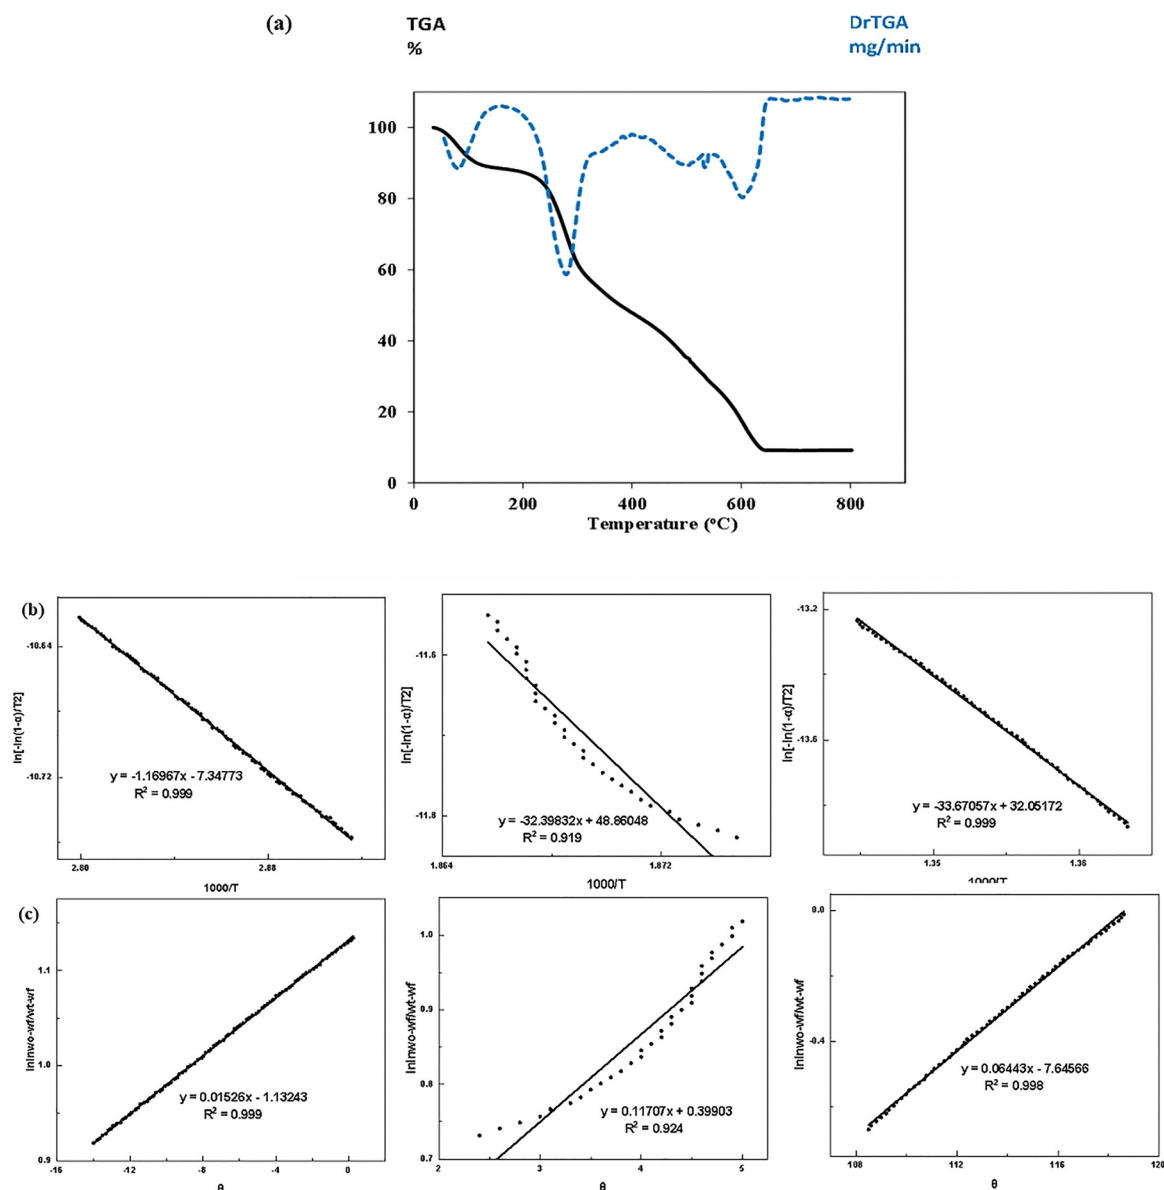 (a)
TGA
%
DrTGA
mg/min
100
80
60
40
20
0
0 200 400 600 800
Temperature (ºC)
(b)
ln[-ln(1-α)/T2]
-10.64
-10.72
y = -1.16967x - 7.34773
R² = 0.999
2.80 2.88
1000/T
ln[-ln(1-α)/T2]
-11.6
-11.8
y = -32.39832x + 48.86048
R² = 0.919
1.864 1.872
1000/T
ln[-ln(1-α)/T2]
-13.2
-13.6
y = -33.67057x + 32.05172
R² = 0.999
1.35 1.36
1000/T
(c)
lnlnwo-wf/wt-wf
1.1
1.0
0.9
y = 0.01526x - 1.13243
R² = 0.999
-16 -12 -8 -4 0
θ
lnlnwo-wf/wt-wf
1.0
0.9
0.8
0.7
y = 0.11707x + 0.39903
R² = 0.924
2 3 4 5
θ
lnlnwo-wf/wt-wf
0.0
-0.4
y = 0.06443x - 7.64566
R² = 0.998
108 112 116 120
θ